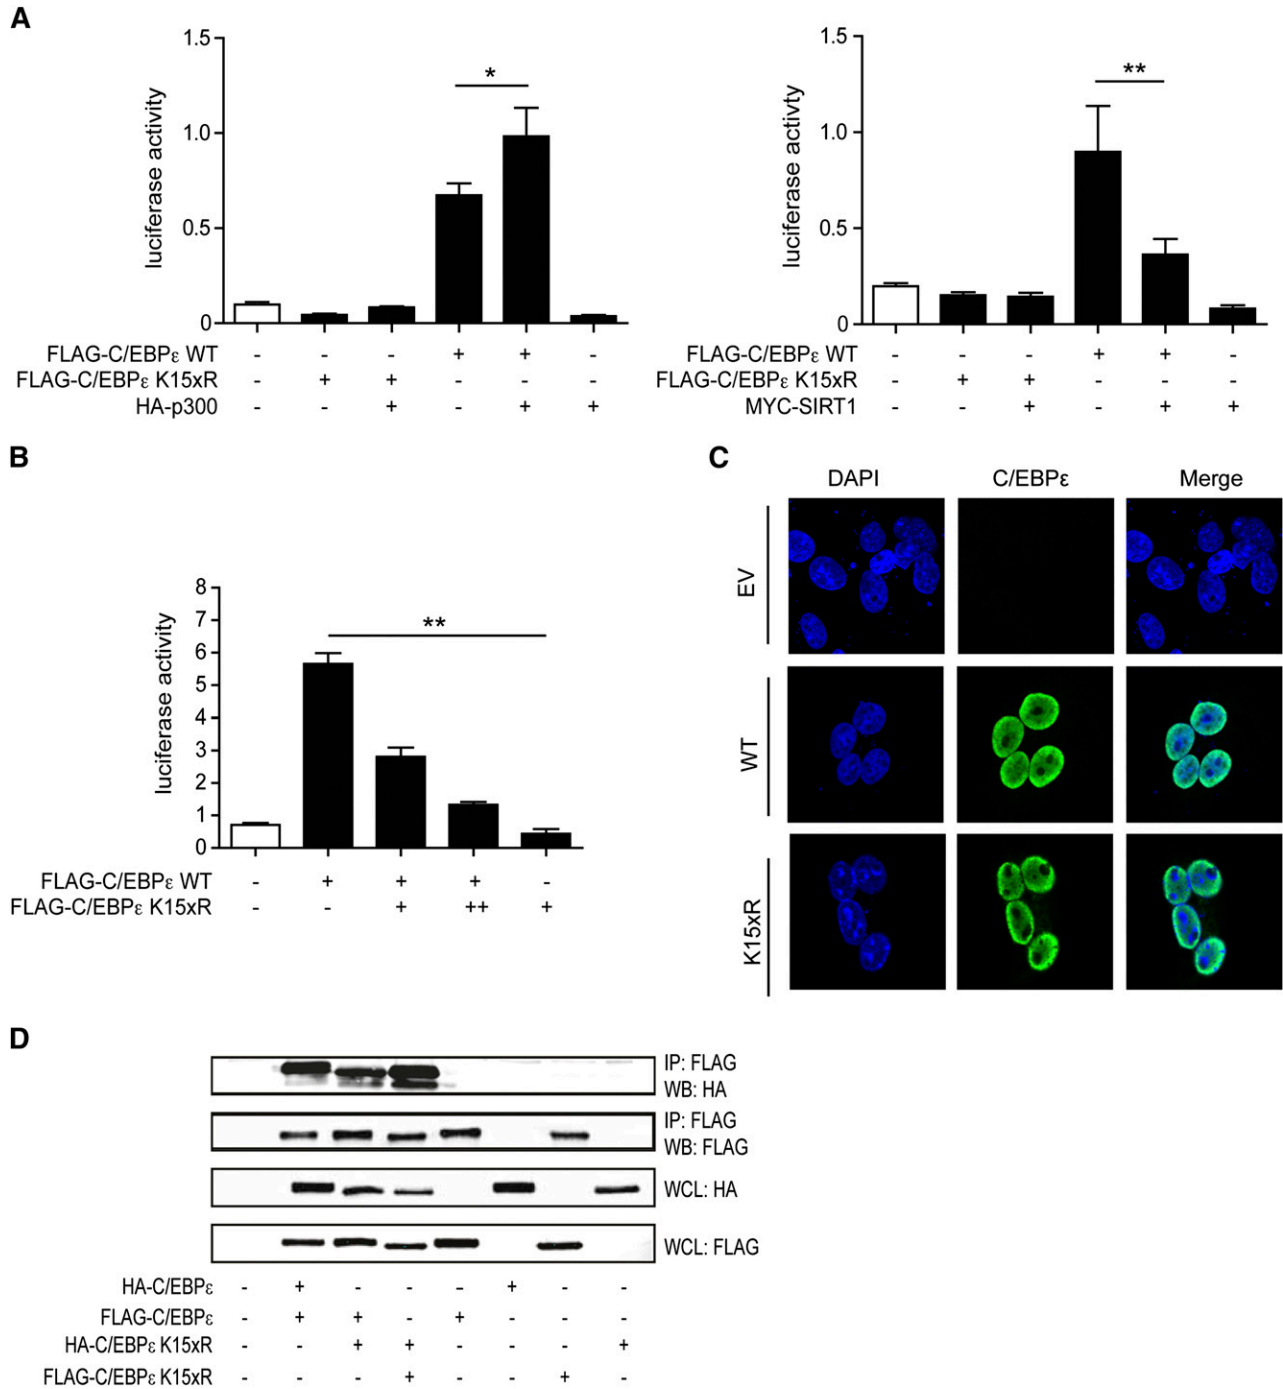 A
1.5
1.0
0.5
0
luciferase activity
*
FLAG-C/EBPε WT - - - + + -
FLAG-C/EBPε K15xR - + + - - -
HA-p300 - - + - + +
1.5
1.0
0.5
0
luciferase activty
**
FLAG-C/EBPε WT - - - + + -
FLAG-C/EBPε K15xR - + + - - -
MYC-SIRT1 - - + - + +
B
8
7
6
5
4
3
2
1
0
luciferase activity
**
FLAG-C/EBPε WT - + + + -
FLAG-C/EBPε K15xR - - + ++ +
C
DAPI C/EBPε Merge
EV
WT
K15xR
D
IP: FLAG
WB: HA
IP: FLAG
WB: FLAG
WCL: HA
WCL: FLAG
HA-C/EBPε - + - - - + - -
FLAG-C/EBPε - + + - + - - -
HA-C/EBPε K15xR - - + + - - - +
FLAG-C/EBPε K15xR - - - + - - + -